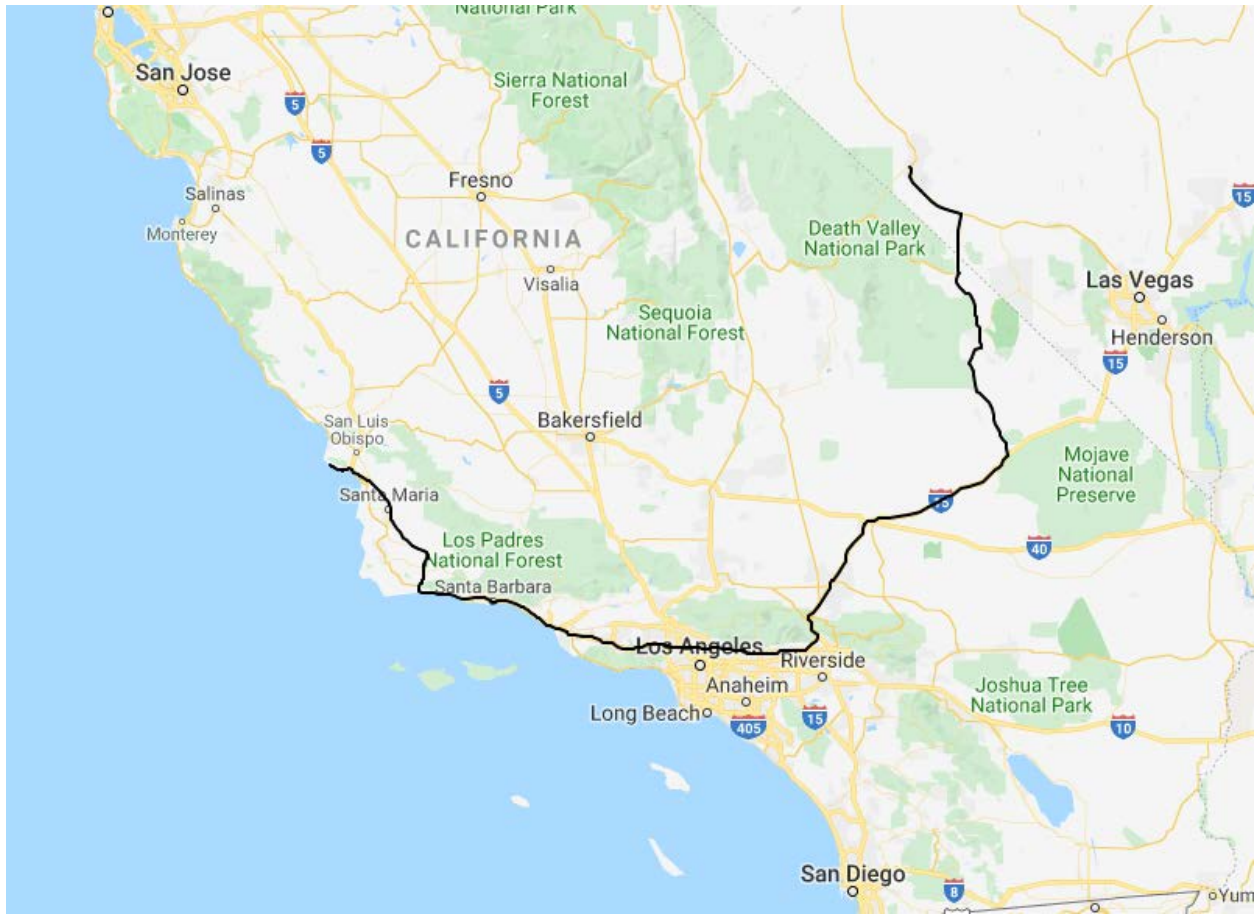 National Park
San Jose
Sierra National
Forest
5
5
15
Fresno
Salinas
Monterey
CALIFORNIA
Death Valley
National Park
Visalia
Las Vegas
Henderson
Sequoia
National Forest
15
5
San Luis
Obispo
Bakersfield
Mojave
National
Preserve
Santa Maria
15
40
Los Padres
National Forest
Santa Barbara
Los Angeles
Riverside
Anaheim
Joshua Tree
National Park
Long Beach
405
15
10
San Diego
8
Yum